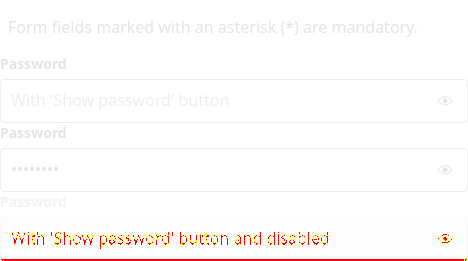 Form fields marked with an asterisk (*) are mandatory.
Password
With 'Show password' button
Password
••••••••
Password
With 'Show password' button and disabled